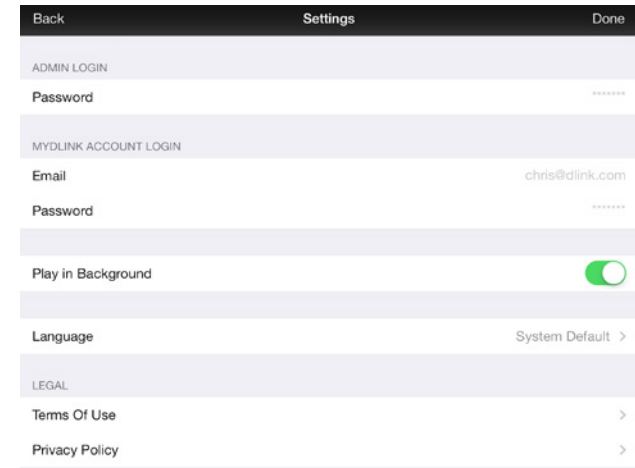 Back Settings Done
ADMIN LOGIN
Password •••••••
MYDLINK ACCOUNT LOGIN
Email chris@dlink.com
Password •••••••
Play in Background
Language System Default >
LEGAL
Terms Of Use >
Privacy Policy >